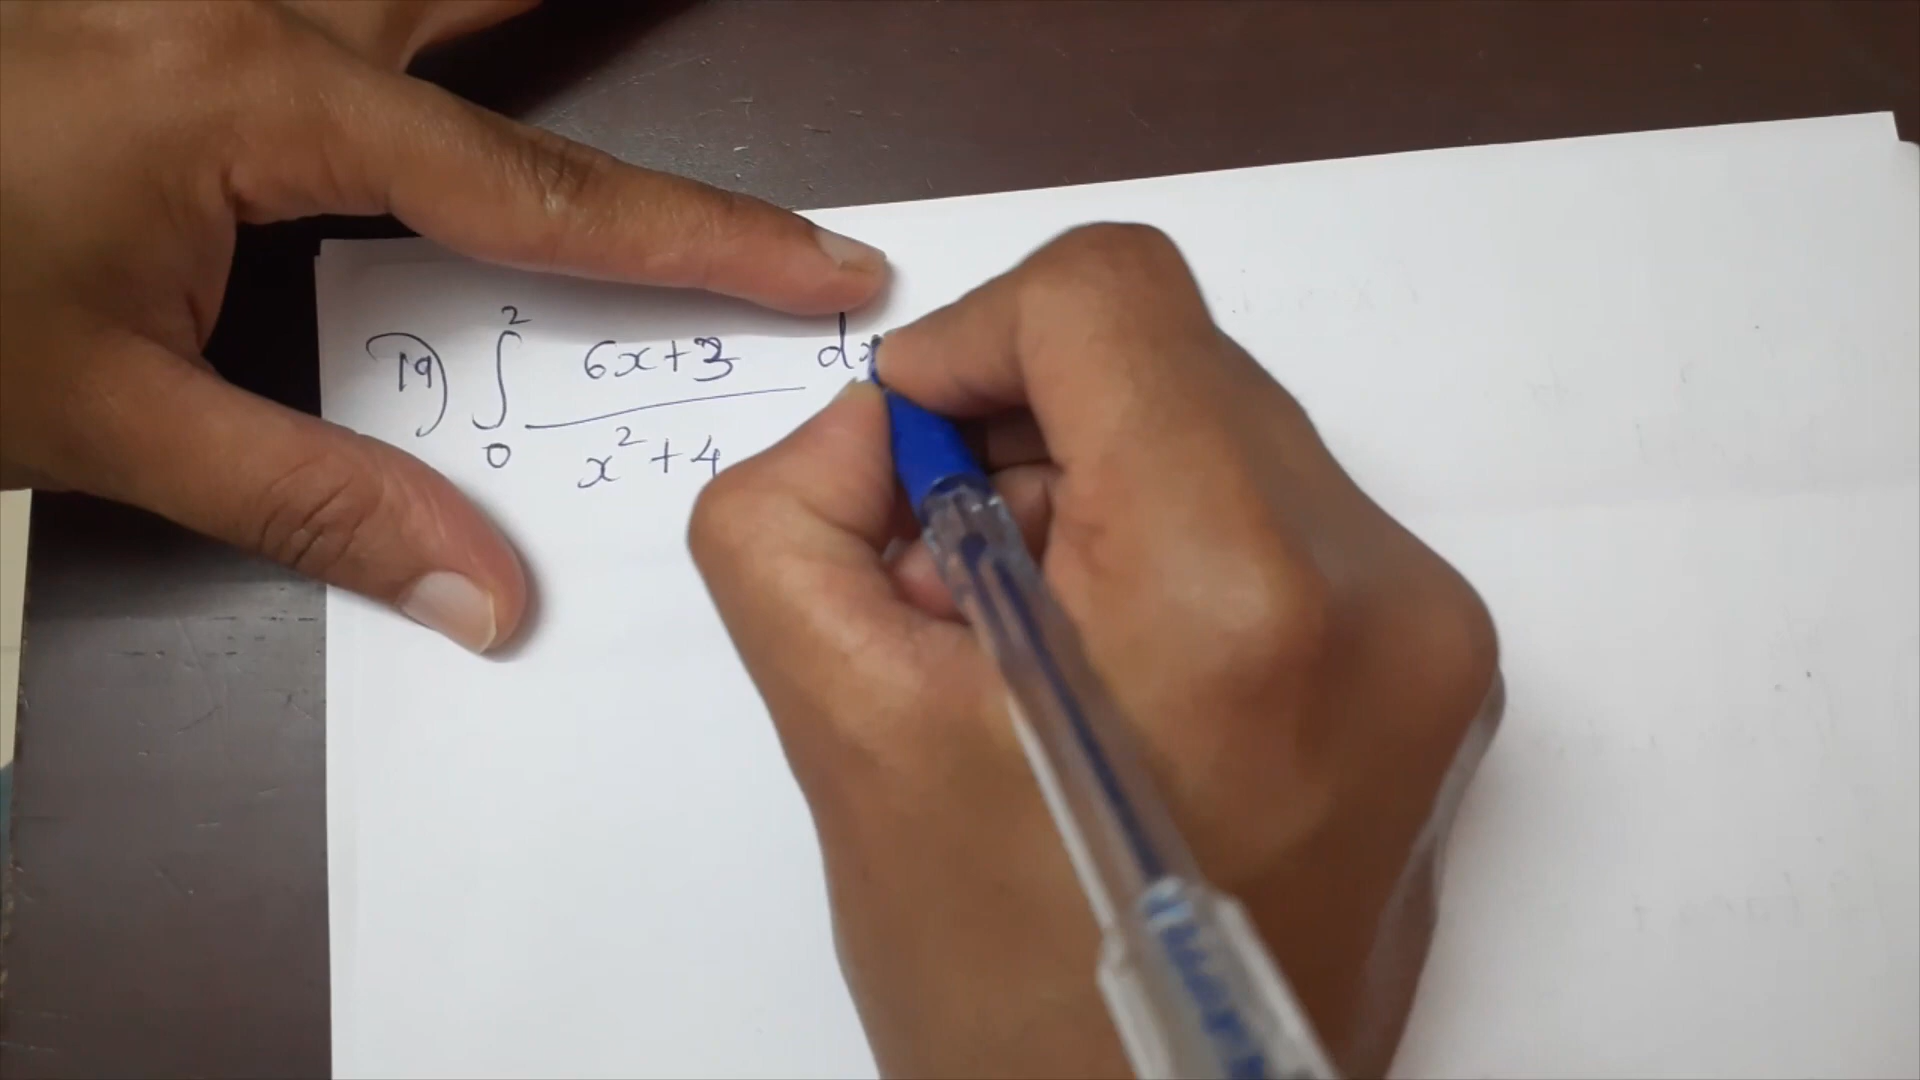 19) ∫₀² (6x+3)/(x²+4) dx